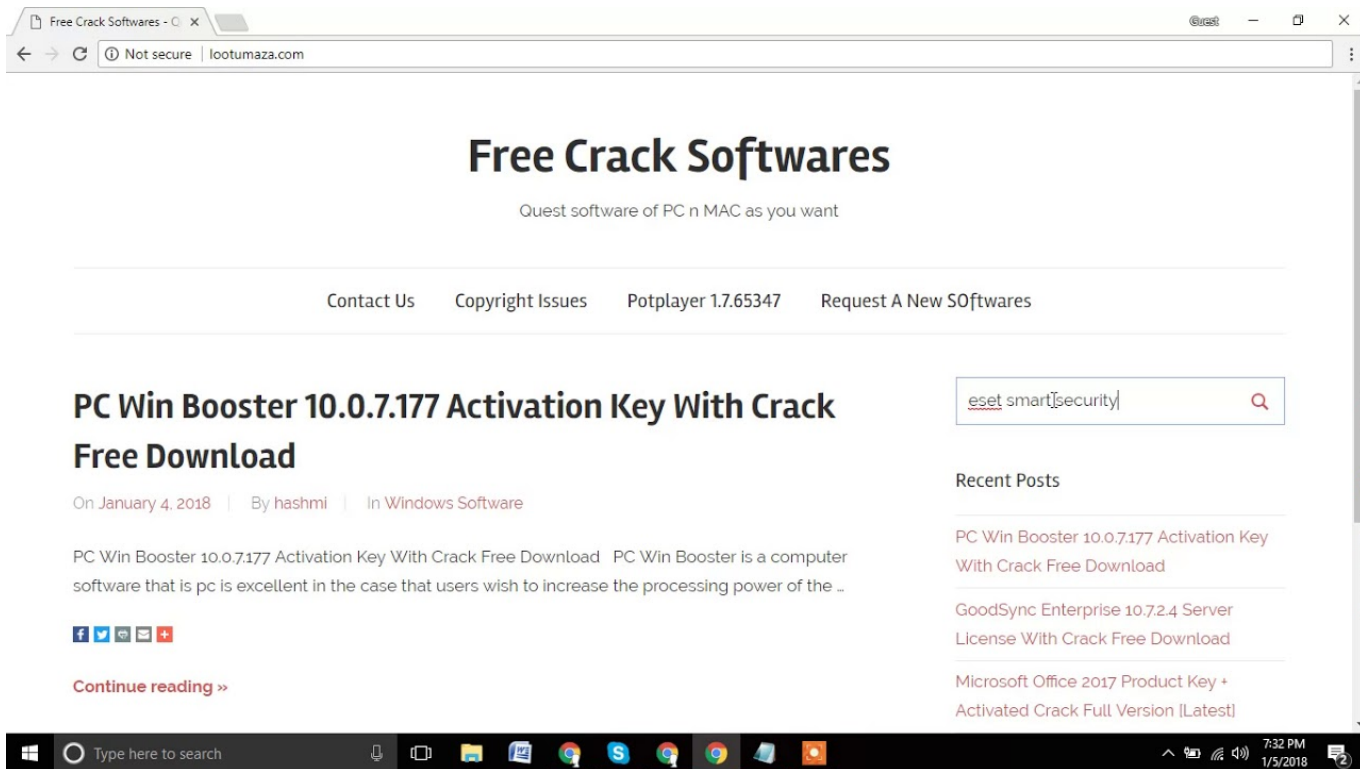 Free Crack Softwares - Q
Guest
Not secure
lootumaza.com
Free Crack Softwares
Quest software of PC n MAC as you want
Contact Us
Copyright Issues
Potplayer 1.7.65347
Request A New SOftwares
PC Win Booster 10.0.7.177 Activation Key With Crack
Free Download
On January 4, 2018
By hashmi
In Windows Software
PC Win Booster 10.0.7.177 Activation Key With Crack Free Download PC Win Booster is a computer
software that is pc is excellent in the case that users wish to increase the processing power of the ...
Continue reading »
eset smart security
Recent Posts
PC Win Booster 10.0.7.177 Activation Key
With Crack Free Download
GoodSync Enterprise 10.7.2.4 Server
License With Crack Free Download
Microsoft Office 2017 Product Key +
Activated Crack Full Version [Latest]
Type here to search
7:32 PM
1/5/2018
2